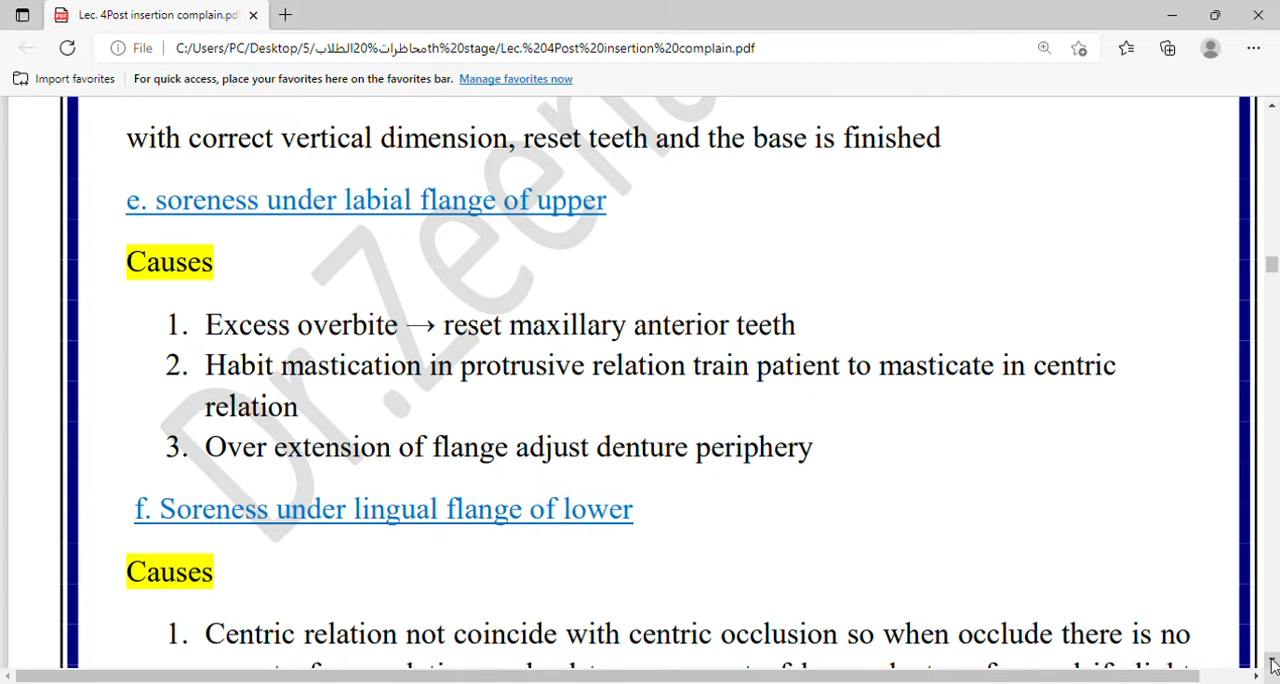 Lec. 4Post insertion complain.pd
File
C:/Users/PC/Desktop/5/محاظرات%20الطلابth%20stage/Lec.%204Post%20insertion%20complain.pdf
Import favorites
For quick access, place your favorites here on the favorites bar. Manage favorites now
with correct vertical dimension, reset teeth and the base is finished
e. soreness under labial flange of upper
Causes
1. Excess overbite → reset maxillary anterior teeth
2. Habit mastication in protrusive relation train patient to masticate in centric
relation
3. Over extension of flange adjust denture periphery
f. Soreness under lingual flange of lower
Causes
1. Centric relation not coincide with centric occlusion so when occlude there is no
Dr.Zeena